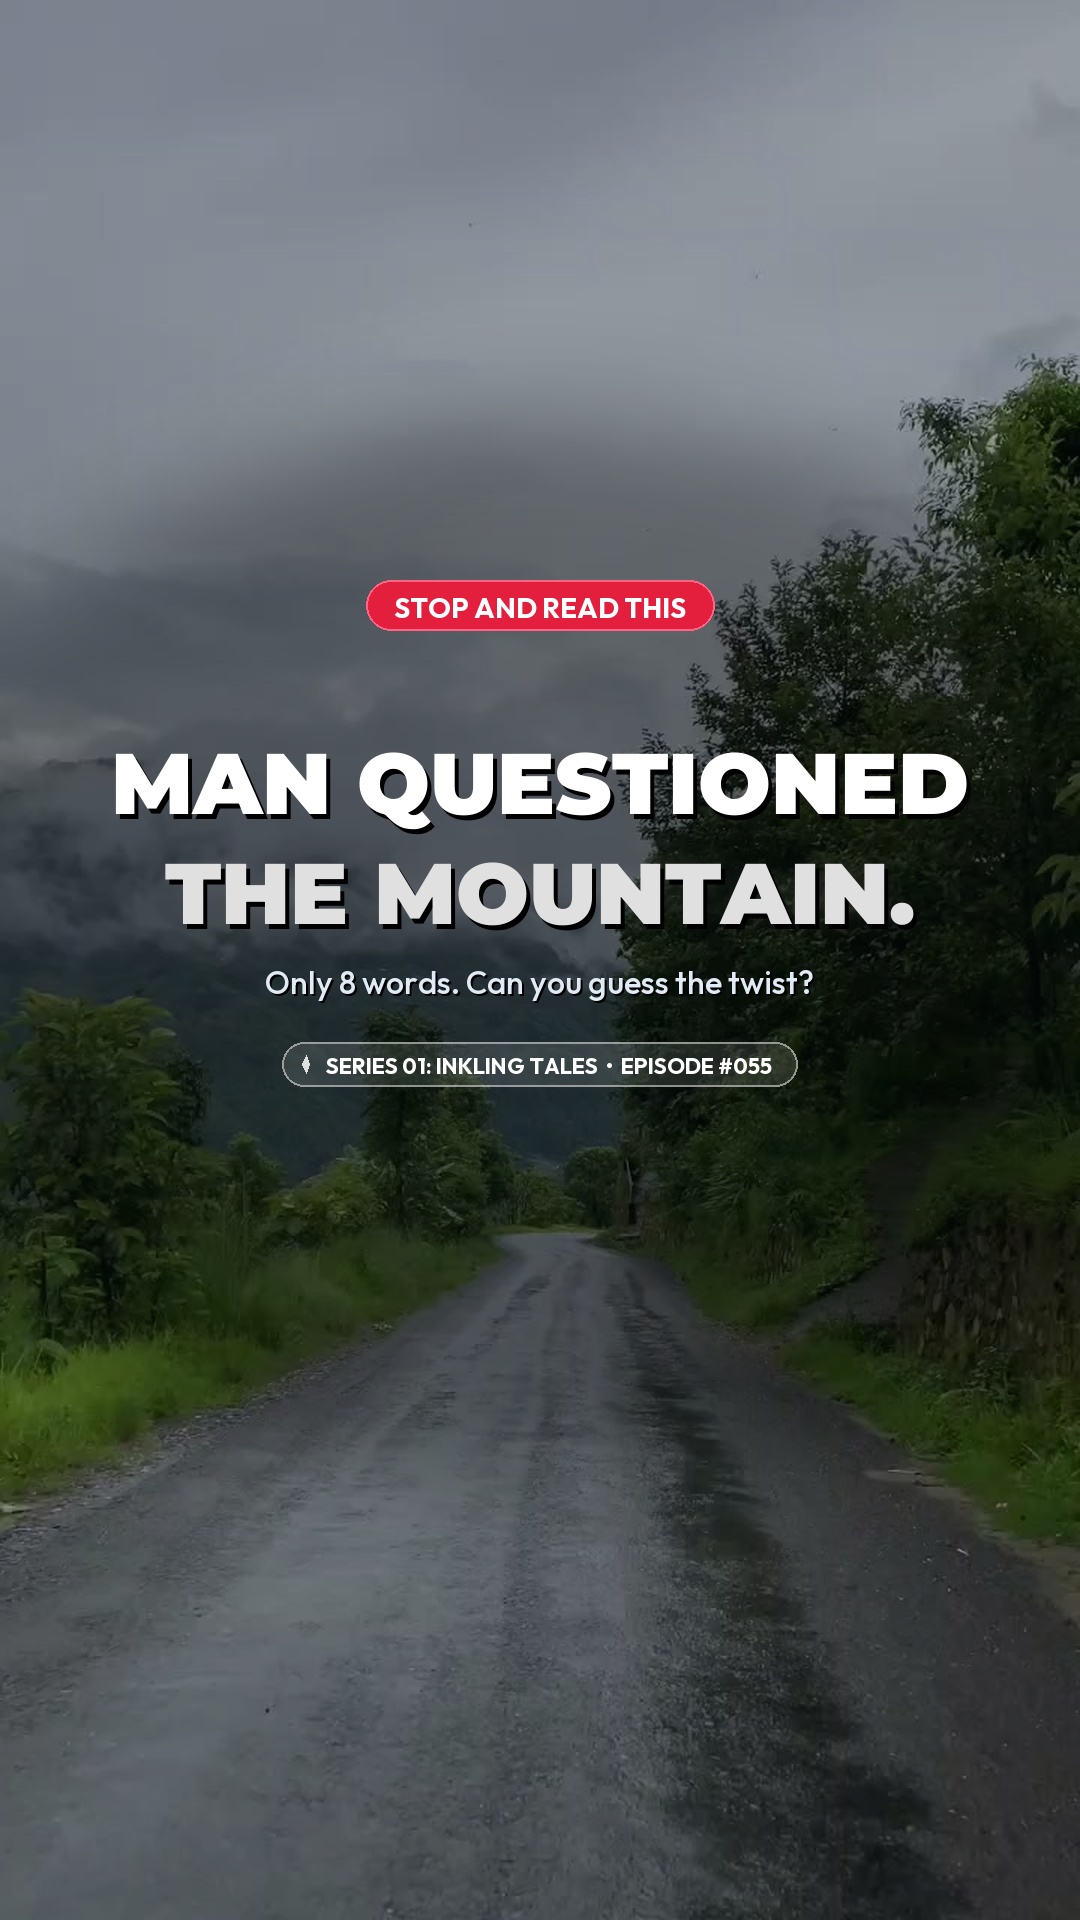 STOP AND READ THIS
MAN QUESTIONED
THE MOUNTAIN.
Only 8 words. Can you guess the twist?
SERIES 01: INKLING TALES • EPISODE #055